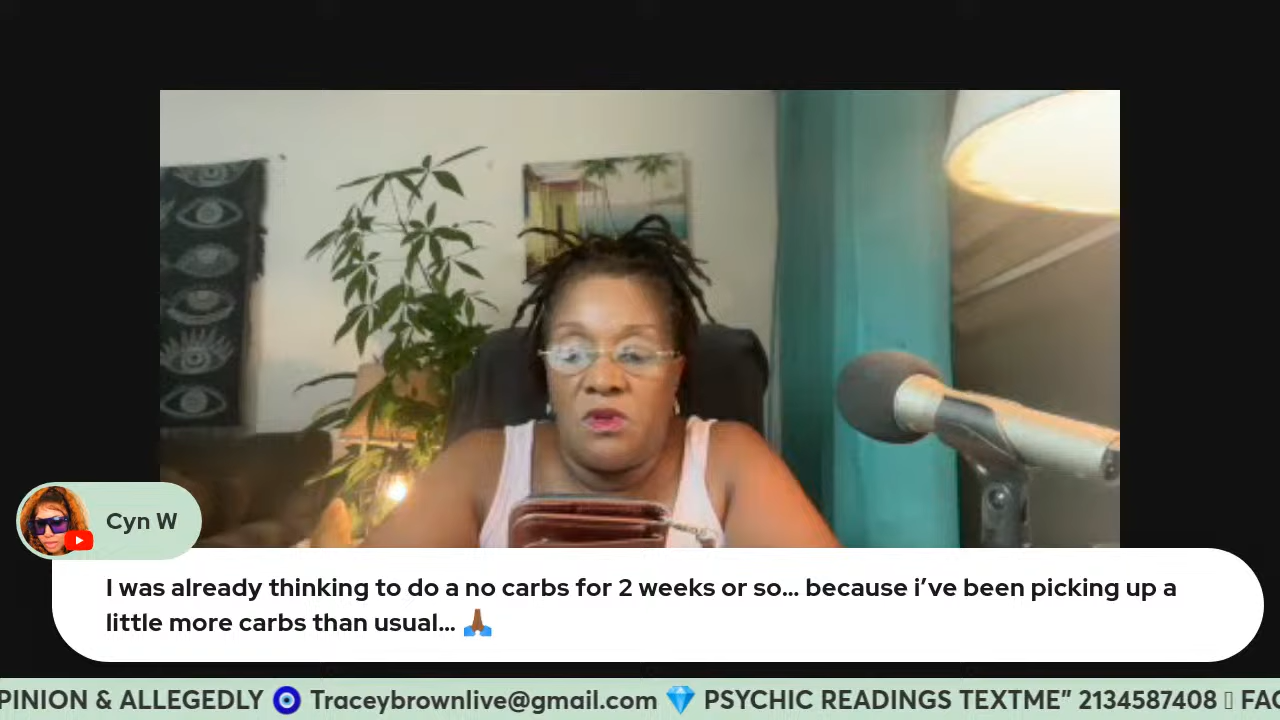 Cyn W
I was already thinking to do a no carbs for 2 weeks or so... because i’ve been picking up a
little more carbs than usual... 🙏🏾
PINION & ALLEGEDLY 🧿 Traceybrownlive@gmail.com 💎 PSYCHIC READINGS TEXTME” 2134587408 ▯ FAC